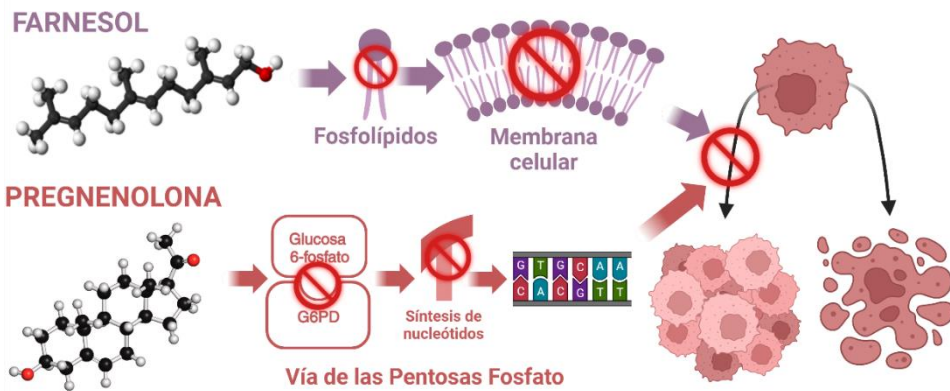 FARNESOL
Fosfolípidos
Membrana
celular
PREGNENOLONA
Glucosa
6-fosfato
G6PD
Síntesis de
nucleótidos
G T G C A A
C A C G T T
Vía de las Pentosas Fosfato